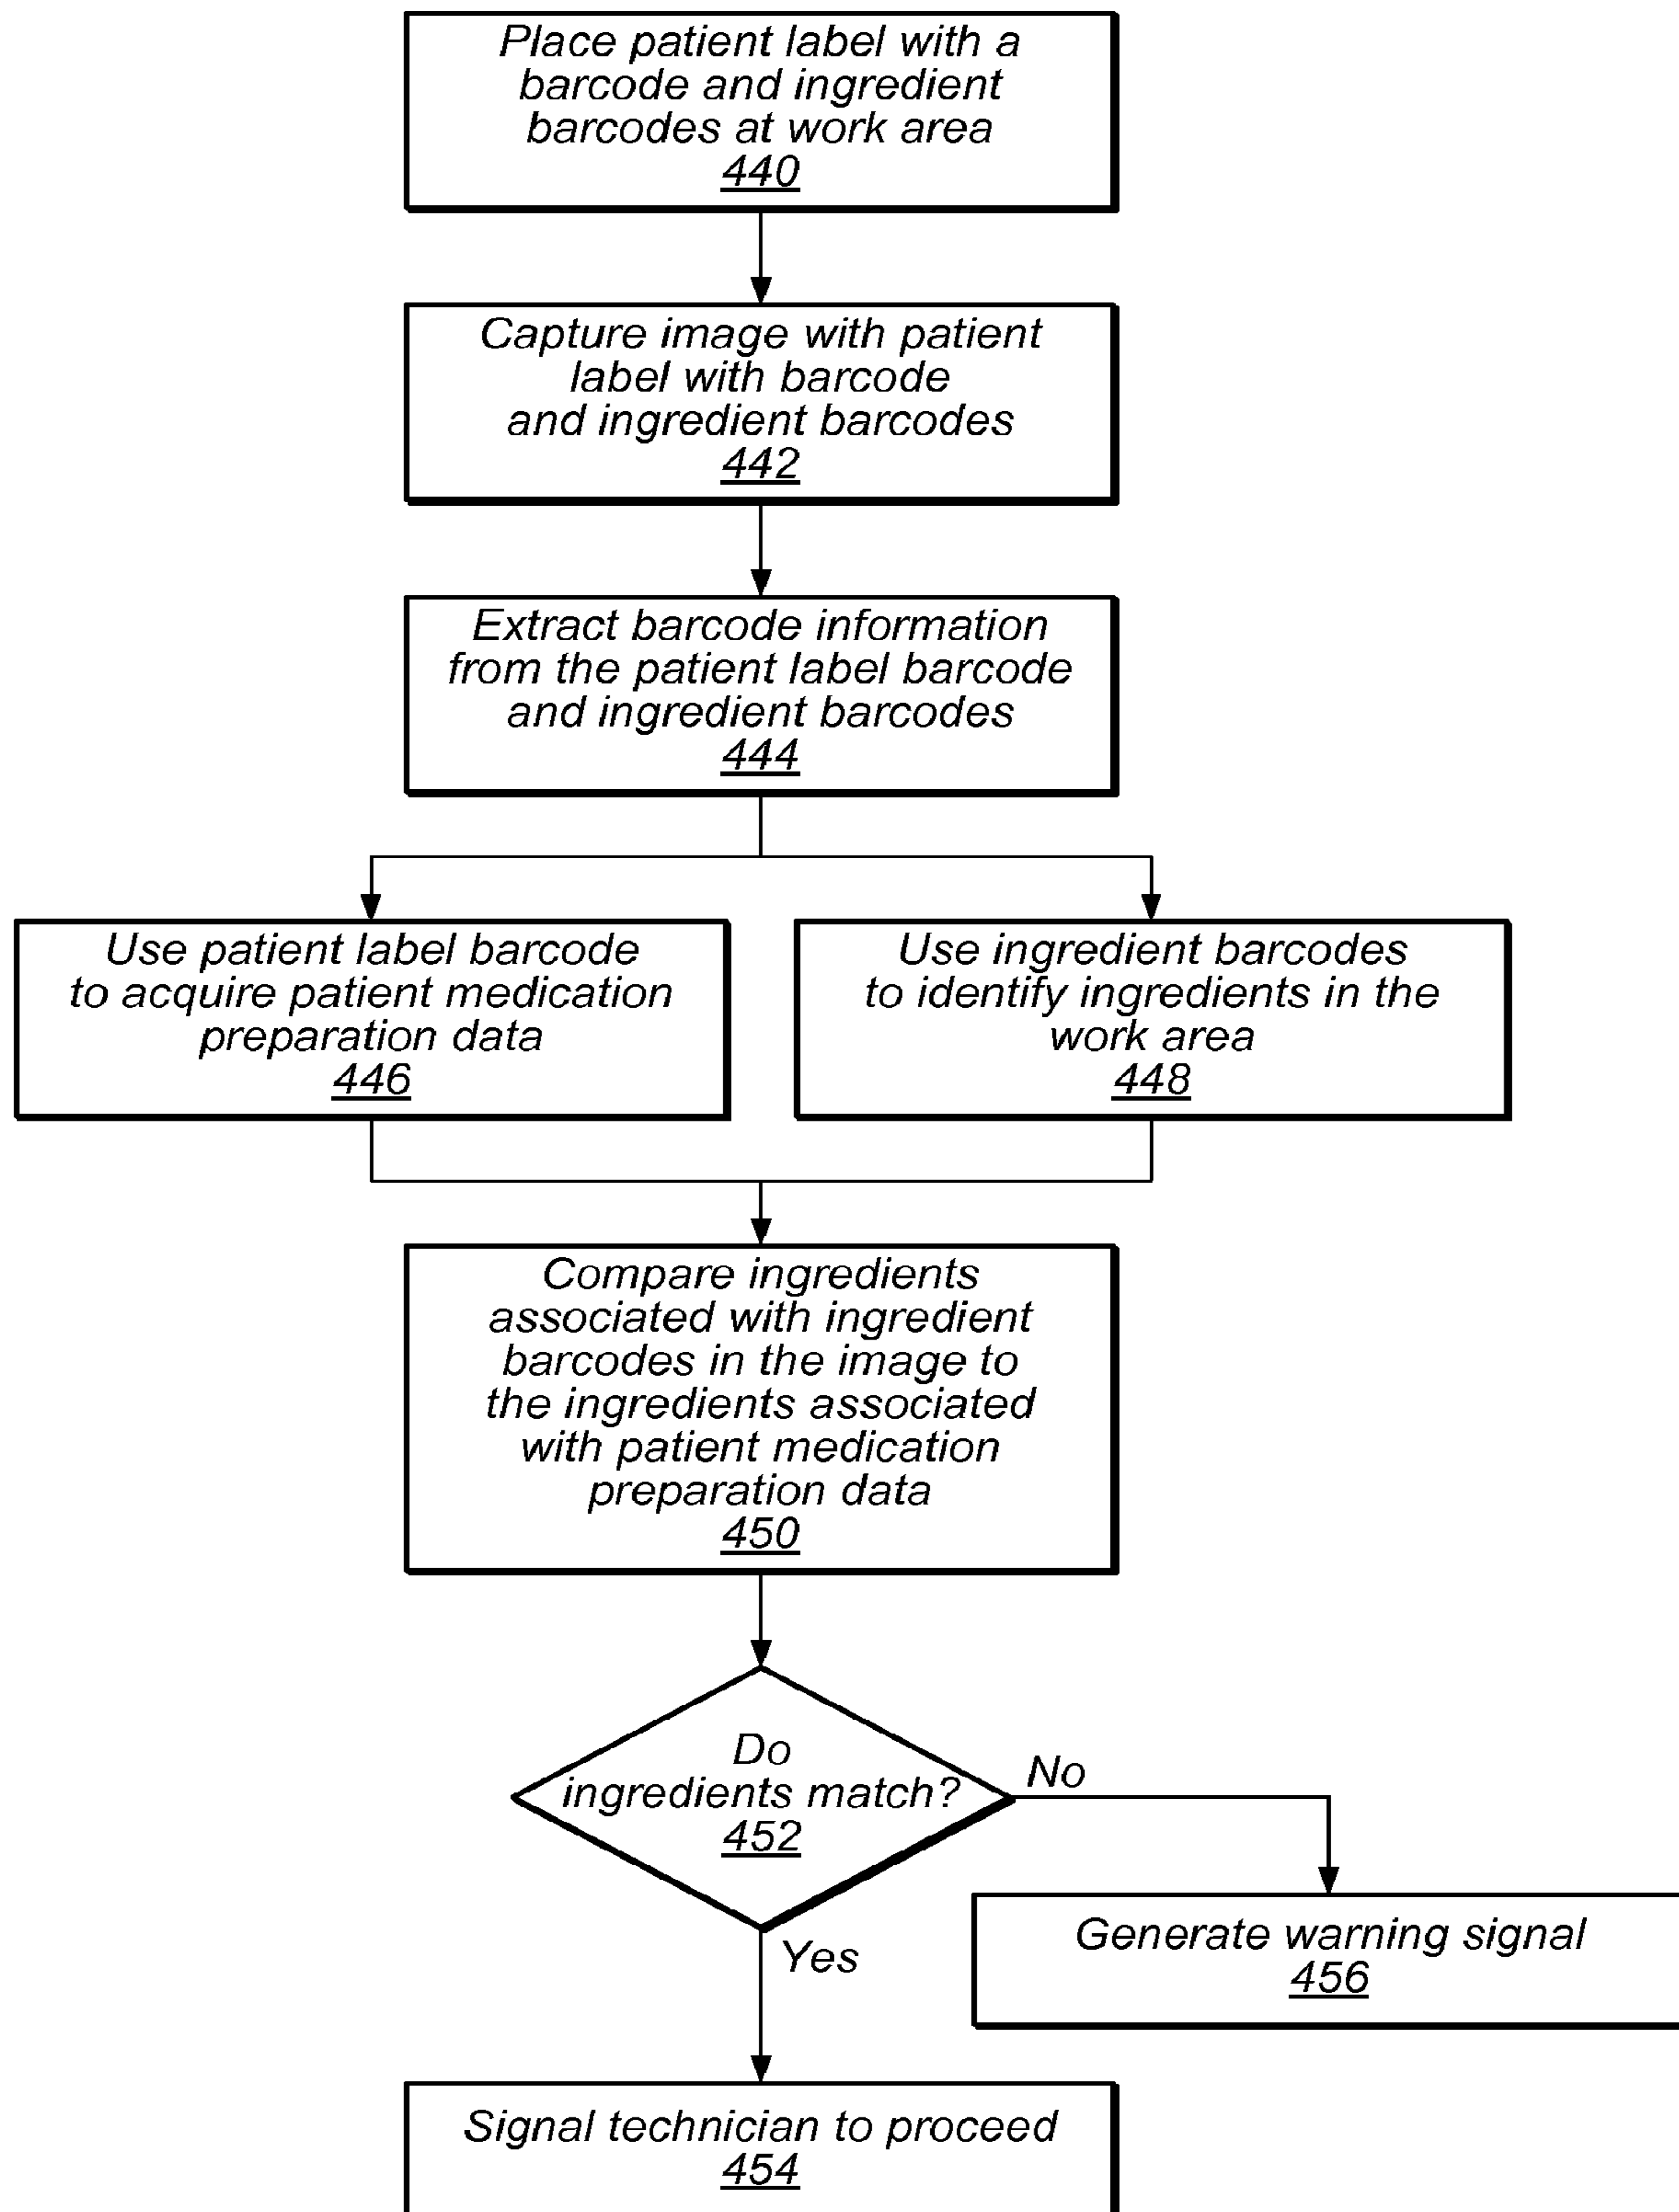 Place patient label with a
barcode and ingredient
barcodes at work area
440
Capture image with patient
label with barcode
and ingredient barcodes
442
Extract barcode information
from the patient label barcode
and ingredient barcodes
444
Use patient label barcode
to acquire patient medication
preparation data
446
Use ingredient barcodes
to identify ingredients in the
work area
448
Compare ingredients
associated with ingredient
barcodes in the image to
the ingredients associated
with patient medication
preparation data
450
Do
ingredients match?
452
No
Yes
Generate warning signal
456
Signal technician to proceed
454